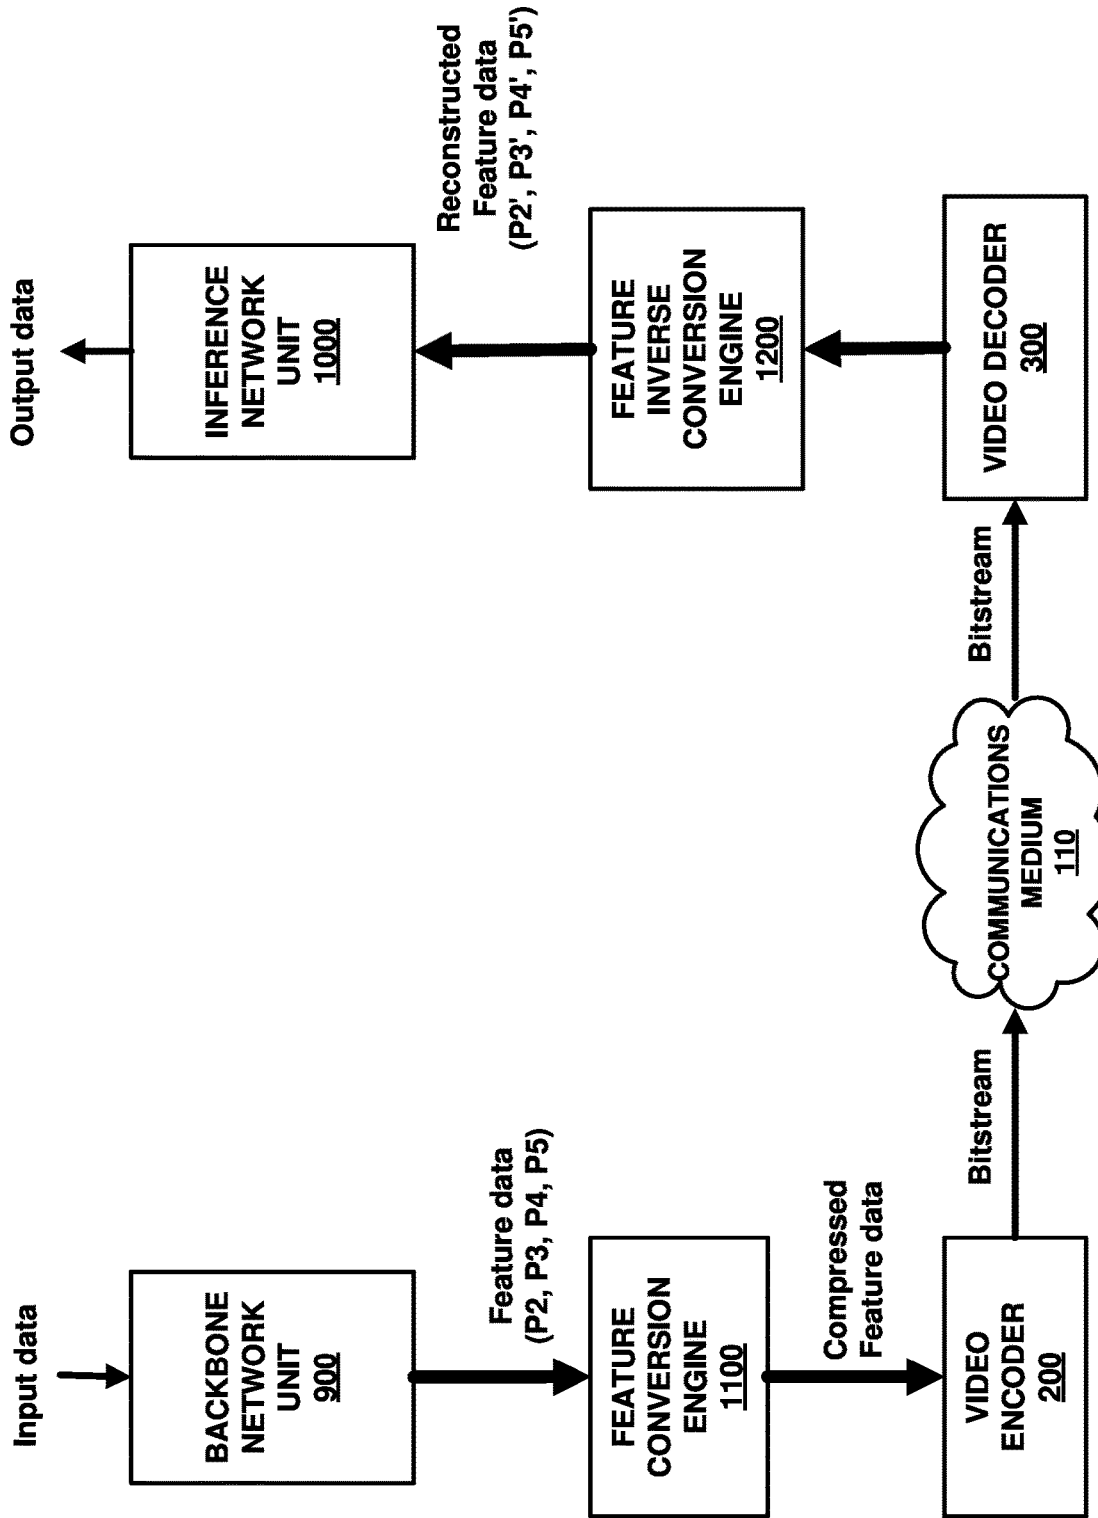 Input data
BACKBONE
NETWORK
UNIT
900
Feature data
(P2, P3, P4, P5)
FEATURE
CONVERSION
ENGINE
1100
Compressed
Feature data
VIDEO
ENCODER
200
Bitstream
COMMUNICATIONS
MEDIUM
110
Bitstream
VIDEO DECODER
300
FEATURE
INVERSE
CONVERSION
ENGINE
1200
Reconstructed
Feature data
(P2', P3', P4', P5')
INFERENCE
NETWORK
UNIT
1000
Output data